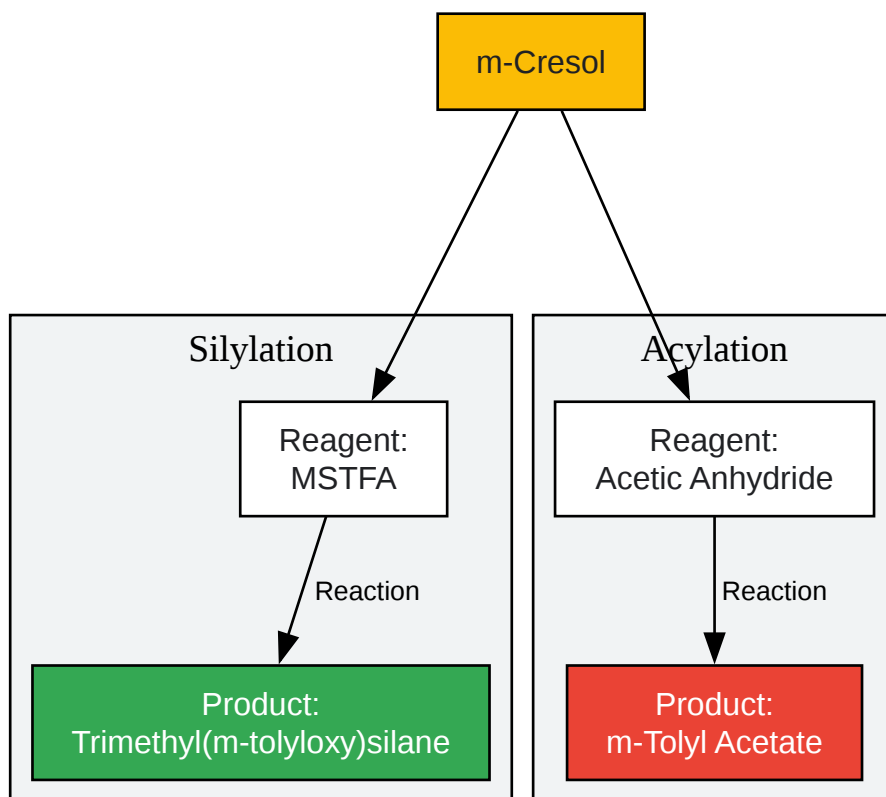 m-Cresol
Silylation
Acylation
Reagent:
MSTFA
Reagent:
Acetic Anhydride
Reaction
Reaction
Product:
Trimethyl(m-tolyloxy)silane
Product:
m-Tolyl Acetate